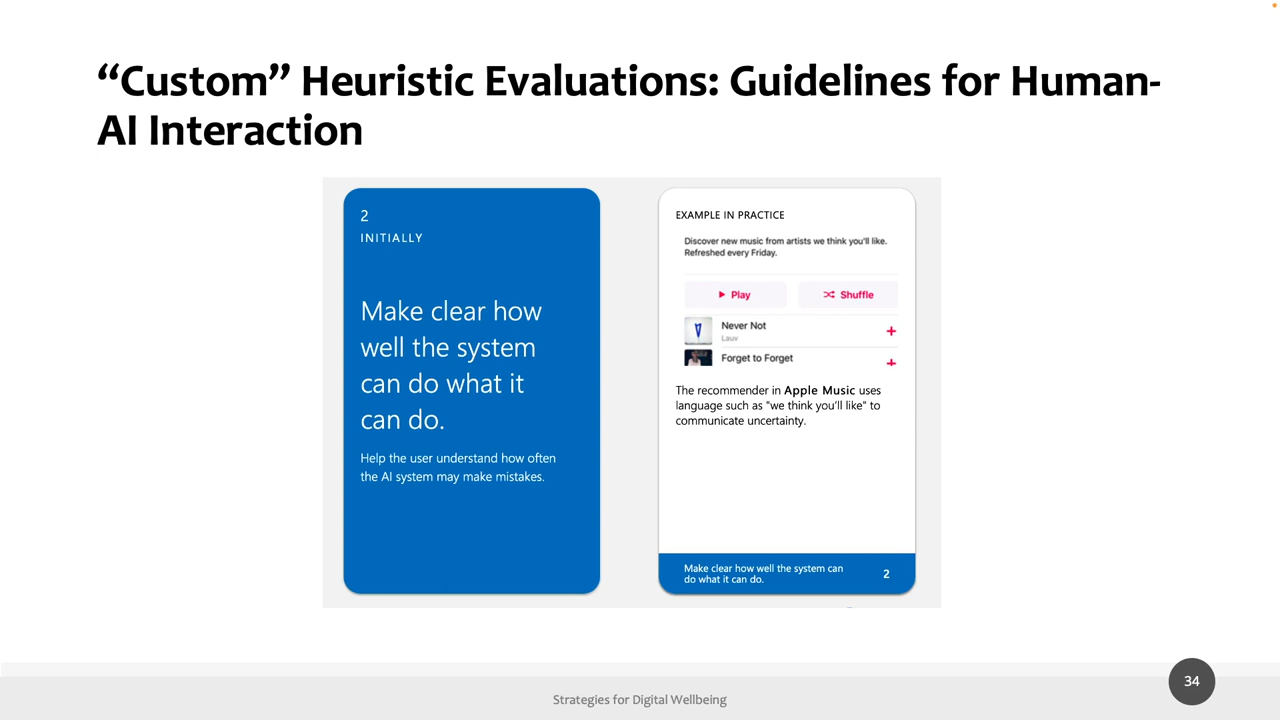 “Custom” Heuristic Evaluations: Guidelines for Human-
AI Interaction
2
INITIALLY
Make clear how
well the system
can do what it
can do.
Help the user understand how often
the AI system may make mistakes.
EXAMPLE IN PRACTICE
Discover new music from artists we think you'll like.
Refreshed every Friday.
Play
Shuffle
Never Not
Lauv
Forget to Forget
The recommender in Apple Music uses
language such as "we think you'll like" to
communicate uncertainty.
Make clear how well the system can
do what it can do.
2
Strategies for Digital Wellbeing
34